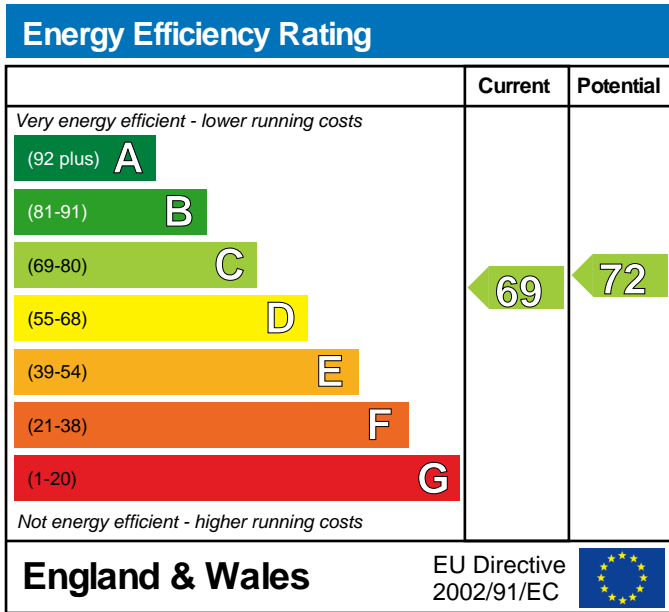 Energy Efficiency Rating
Current Potential
Very energy efficient - lower running costs
(92 plus) A
(81-91) B
(69-80) C
(55-68) D
(39-54) E
(21-38) F
(1-20) G
69 72
Not energy efficient - higher running costs
England & Wales
EU Directive
2002/91/EC